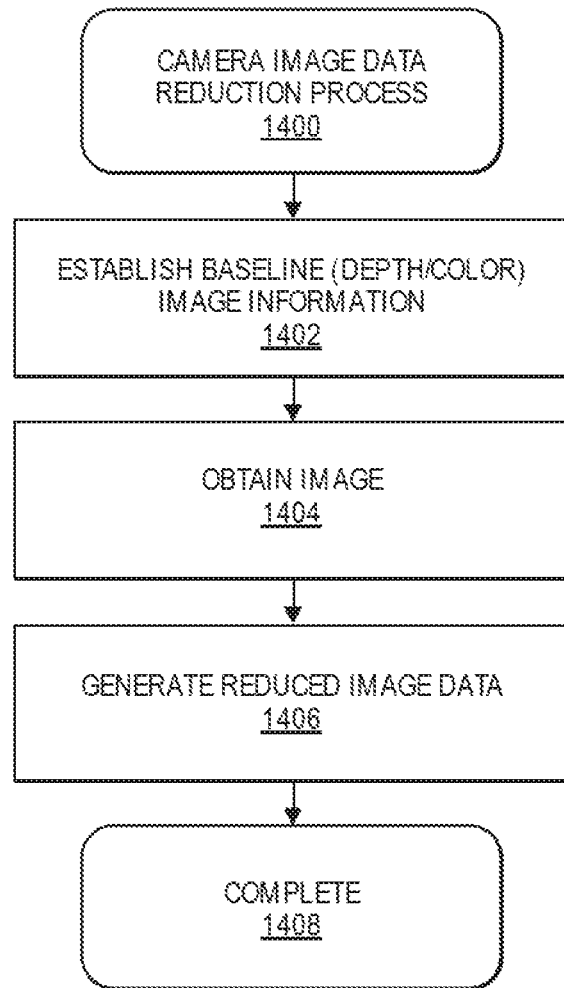 CAMERA IMAGE DATA
REDUCTION PROCESS
1400
ESTABLISH BASELINE (DEPTH/COLOR)
IMAGE INFORMATION
1402
OBTAIN IMAGE
1404
GENERATE REDUCED IMAGE DATA
1406
COMPLETE
1408